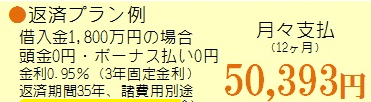 ●返済プラン例
借入金1,800万円の場合
頭金0円・ボーナス払い0円
金利0.95%（3年固定金利）
返済期間35年、諸費用別途
月々支払
(12ヶ月)
50,393円